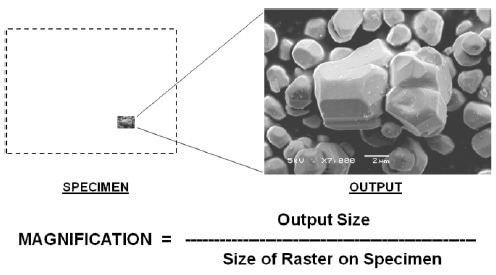 5kV X7,000 2μm
SPECIMEN
OUTPUT
Output Size
MAGNIFICATION =
Size of Raster on Specimen